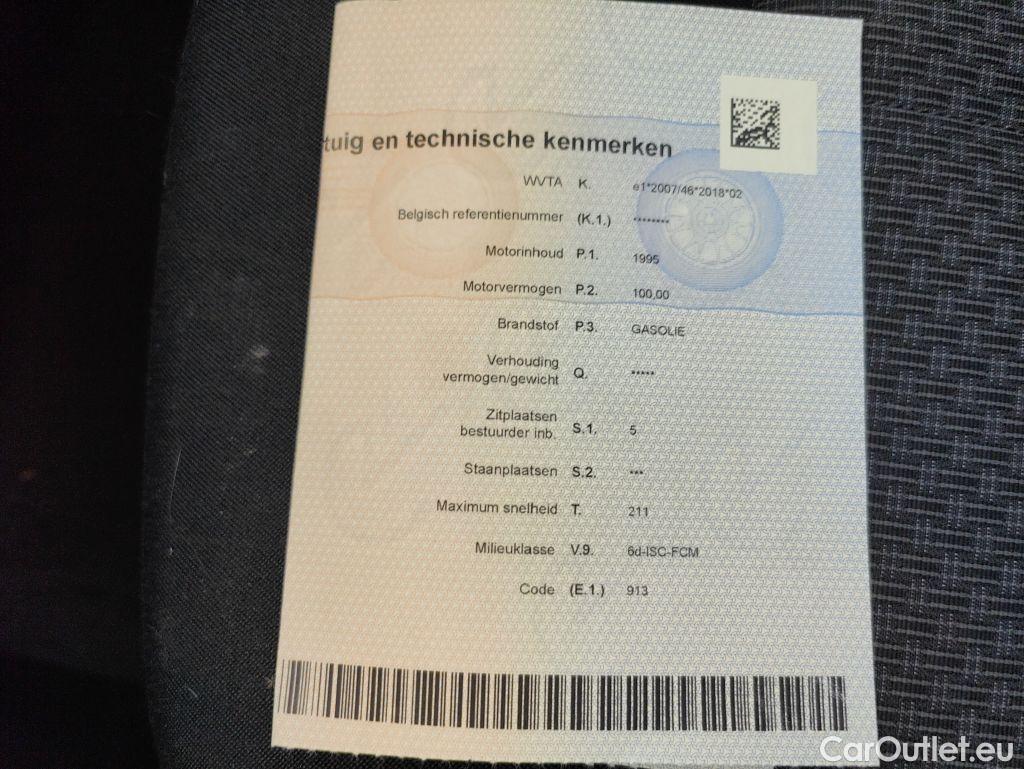 tuig en technische kenmerken
WVTA K. e1*2007/46*2018*02
Belgisch referentienummer (K.1.) ********
Motorinhoud P.1. 1995
Motorvermogen P.2. 100,00
Brandstof P.3. GASOLIE
Verhouding
vermogen/gewicht Q. *****
Zitplaatsen
bestuurder inb. S.1. 5
Staanplaatsen S.2. ***
Maximum snelheid T. 211
Milieuklasse V.9. 6d-ISC-FCM
Code (E.1.) 913
CarOutlet.eu